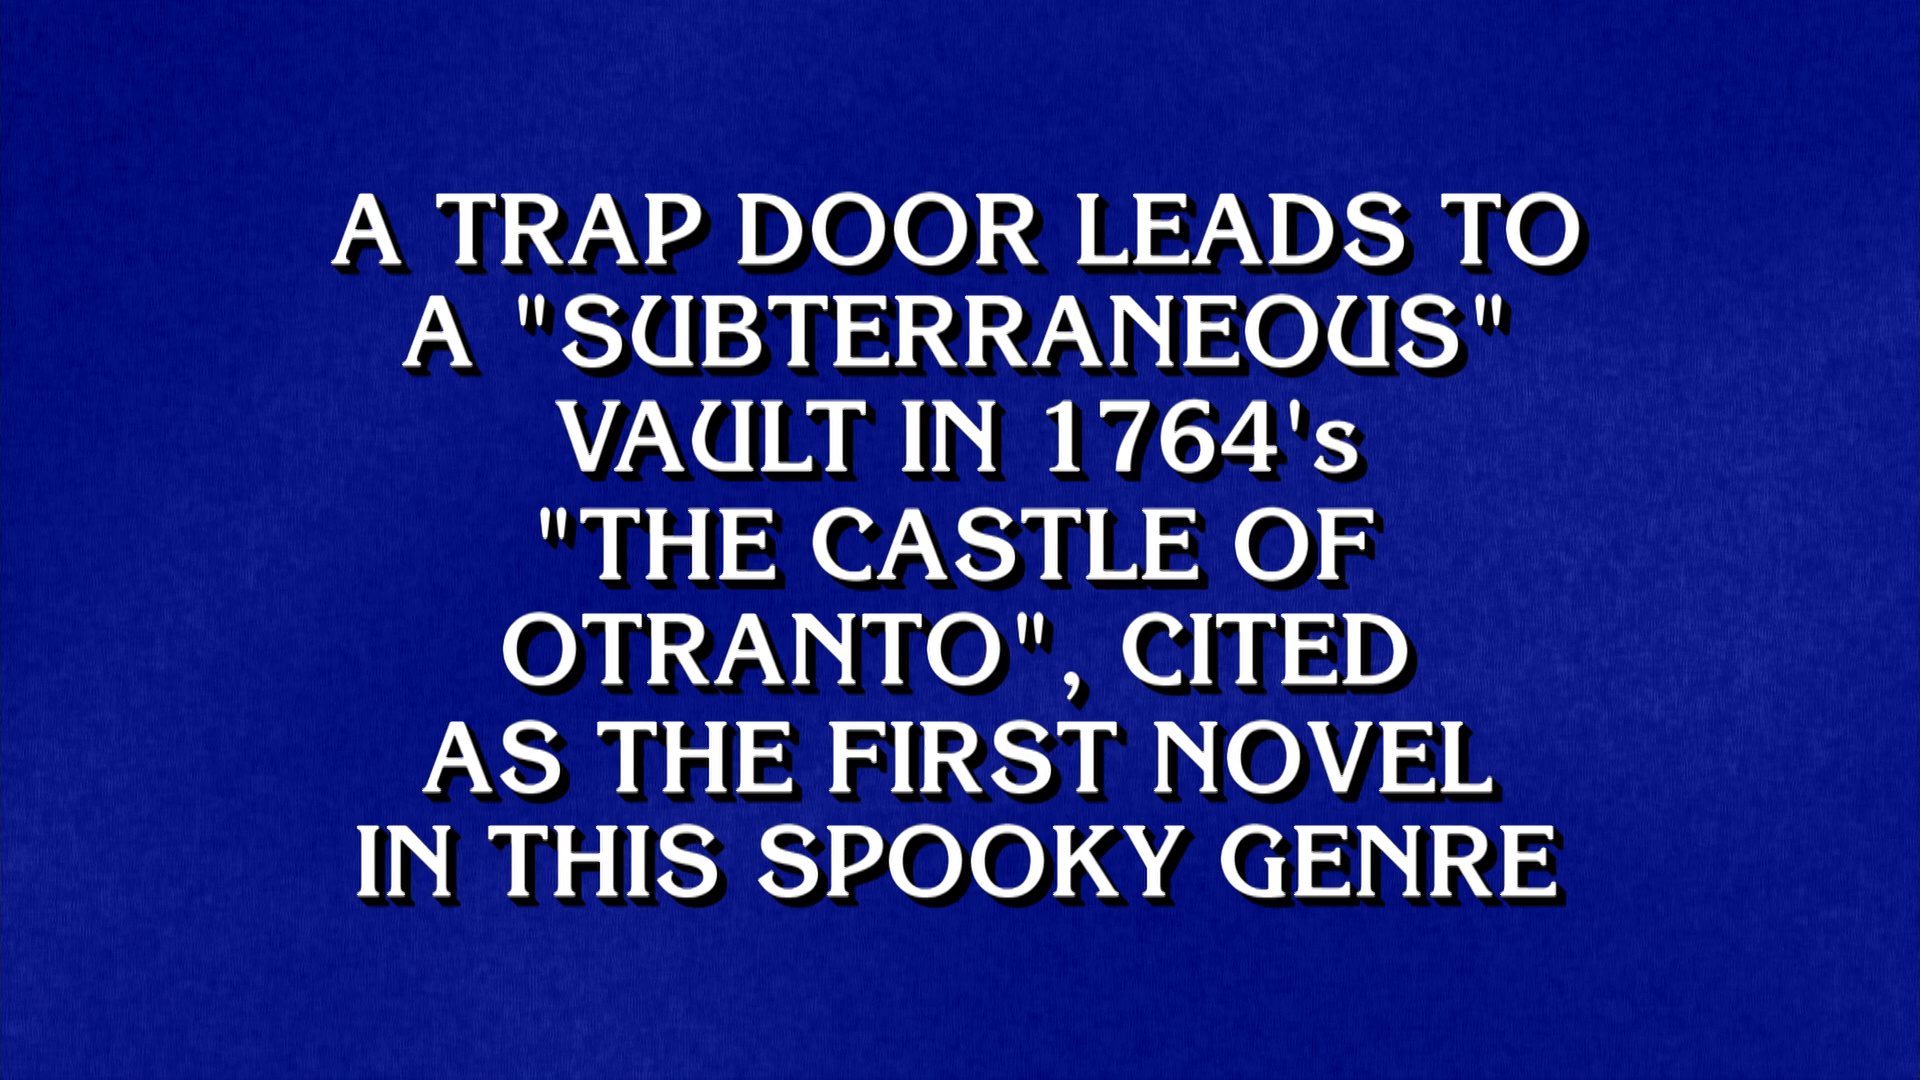 A TRAP DOOR LEADS TO
A "SUBTERRANEOUS"
VAULT IN 1764's
"THE CASTLE OF
OTRANTO", CITED
AS THE FIRST NOVEL
IN THIS SPOOKY GENRE